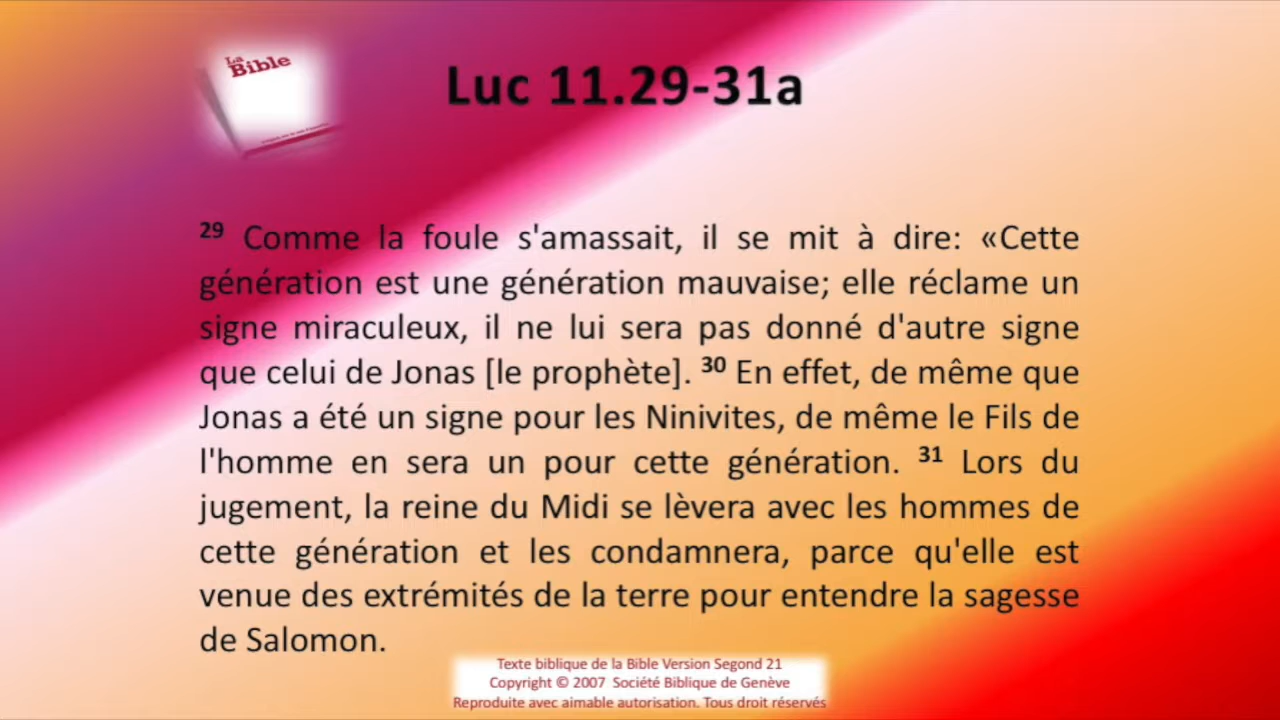 La
Bible
Luc 11.29-31a
29 Comme la foule s'amassait, il se mit à dire: «Cette
génération est une génération mauvaise; elle réclame un
signe miraculeux, il ne lui sera pas donné d'autre signe
que celui de Jonas [le prophète]. 30 En effet, de même que
Jonas a été un signe pour les Ninivites, de même le Fils de
l'homme en sera un pour cette génération. 31 Lors du
jugement, la reine du Midi se lèvera avec les hommes de
cette génération et les condamnera, parce qu'elle est
venue des extrémités de la terre pour entendre la sagesse
de Salomon.
Texte biblique de la Bible Version Segond 21
Copyright © 2007 Société Biblique de Genève
Reproduite avec aimable autorisation. Tous droit réservés